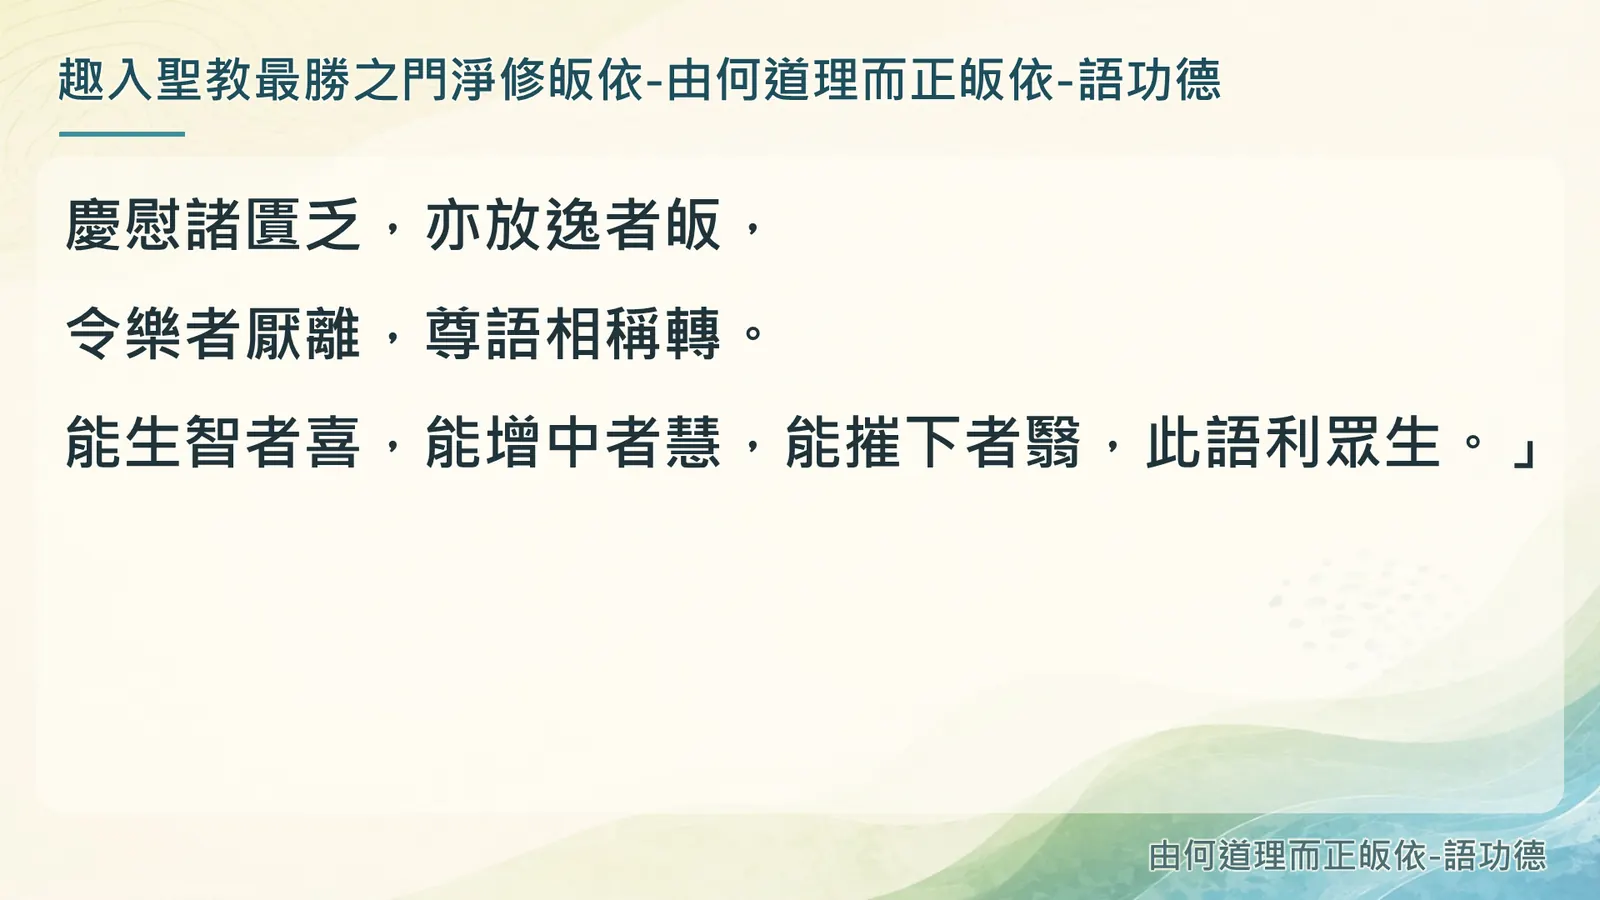 趣入聖教最勝之門淨修皈依-由何道理而正皈依-語功德
慶慰諸匱乏，亦放逸者皈，
令樂者厭離，尊語相稱轉。
能生智者喜，能增中者慧，能摧下者翳，此語利眾生。」
由何道理而正皈依-語功德